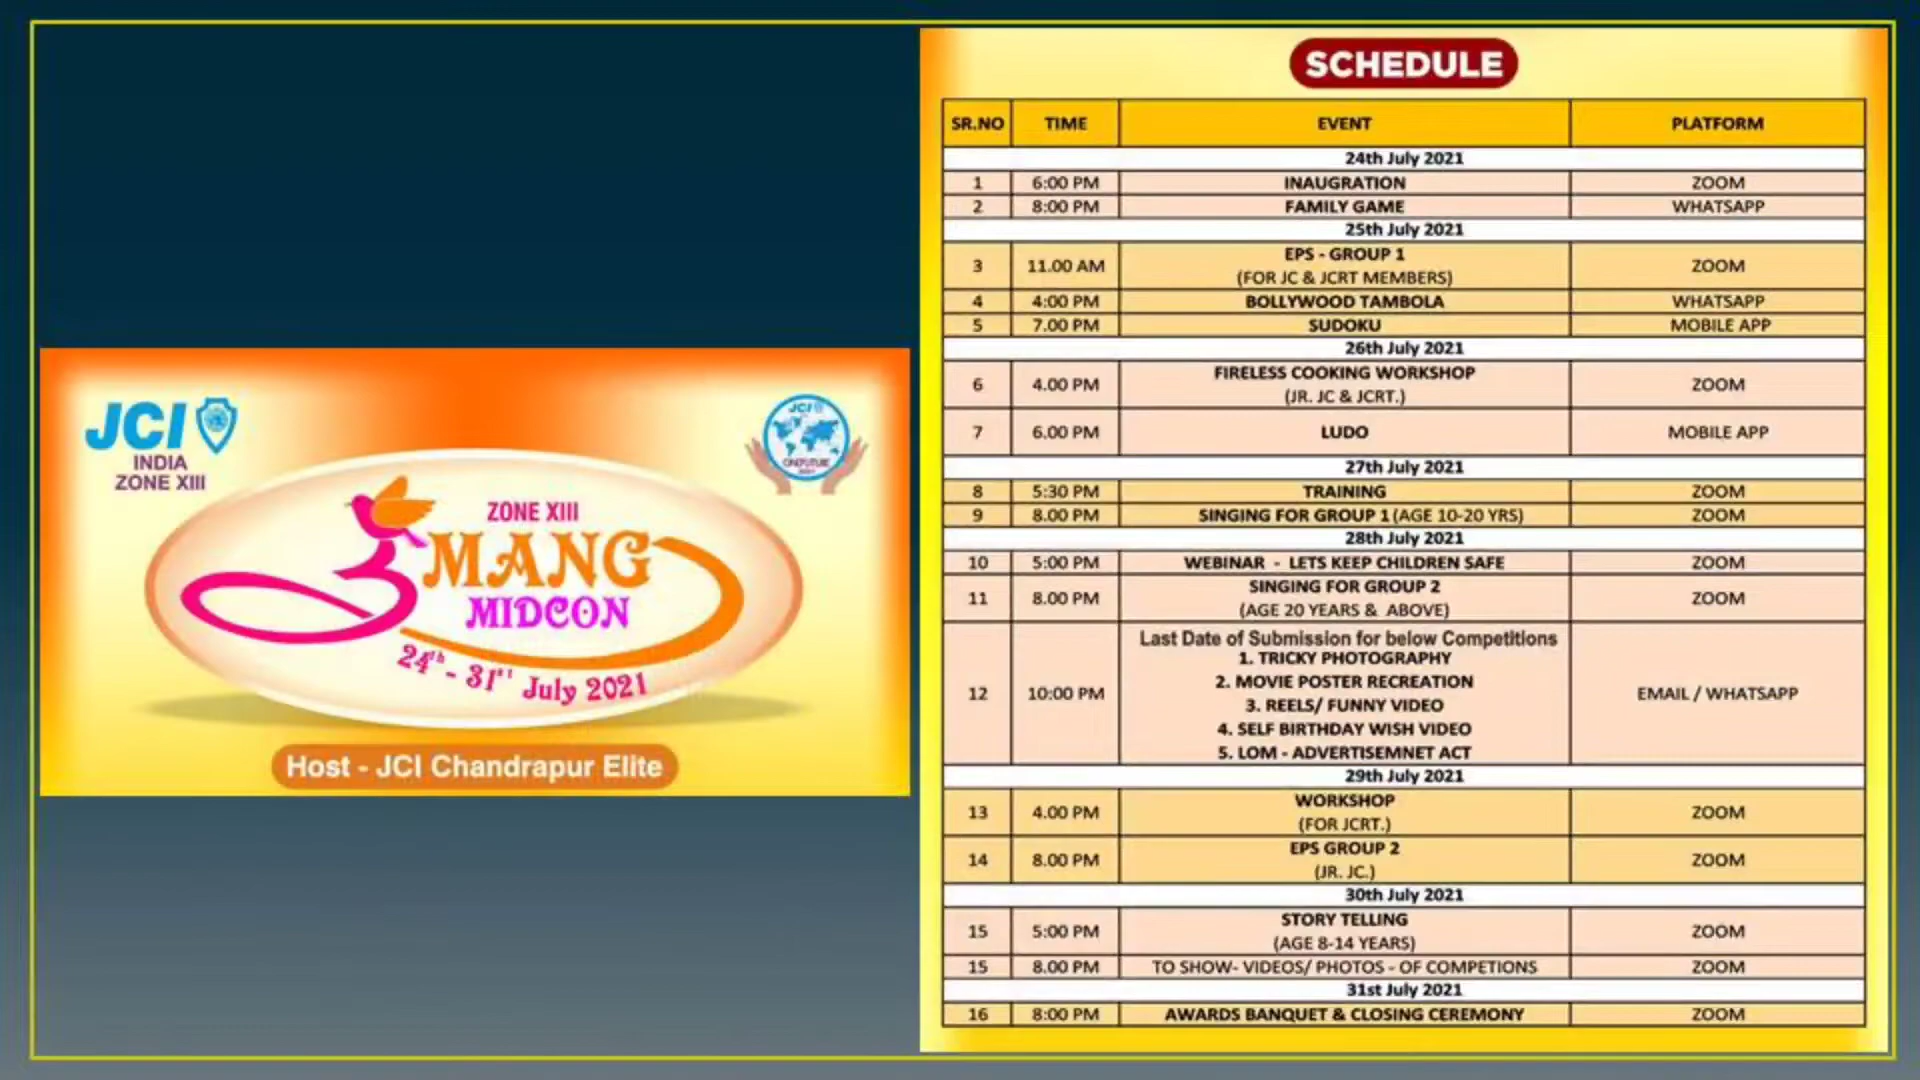 JCI
INDIA
ZONE XIII
JCI
ZONE XIII
MANG
MIDCON
24th - 31st July 2021
Host - JCI Chandrapur Elite
SCHEDULE
SR.NO TIME EVENT PLATFORM
24th July 2021
1 6:00 PM INAUGRATION ZOOM
2 8:00 PM FAMILY GAME WHATSAPP
25th July 2021
3 11.00 AM EPS - GROUP 1 ZOOM
(FOR JC & JCRT MEMBERS)
4 4:00 PM BOLLYWOOD TAMBOLA WHATSAPP
5 7.00 PM SUDOKU MOBILE APP
26th July 2021
6 4.00 PM FIRELESS COOKING WORKSHOP ZOOM
(JR. JC & JCRT.)
7 6.00 PM LUDO MOBILE APP
27th July 2021
8 5:30 PM TRAINING ZOOM
9 8.00 PM SINGING FOR GROUP 1 (AGE 10-20 YRS) ZOOM
28th July 2021
10 5:00 PM WEBINAR - LETS KEEP CHILDREN SAFE ZOOM
11 8.00 PM SINGING FOR GROUP 2 ZOOM
(AGE 20 YEARS & ABOVE)
Last Date of Submission for below Competitions
1. TRICKY PHOTOGRAPHY
2. MOVIE POSTER RECREATION
12 10:00 PM 3. REELS/ FUNNY VIDEO EMAIL / WHATSAPP
4. SELF BIRTHDAY WISH VIDEO
5. LOM - ADVERTISEMNET ACT
29th July 2021
13 4.00 PM WORKSHOP ZOOM
(FOR JCRT.)
14 8.00 PM EPS GROUP 2 ZOOM
(JR. JC.)
30th July 2021
15 5:00 PM STORY TELLING ZOOM
(AGE 8-14 YEARS)
15 8.00 PM TO SHOW- VIDEOS/ PHOTOS - OF COMPETIONS ZOOM
31st July 2021
16 8:00 PM AWARDS BANQUET & CLOSING CEREMONY ZOOM